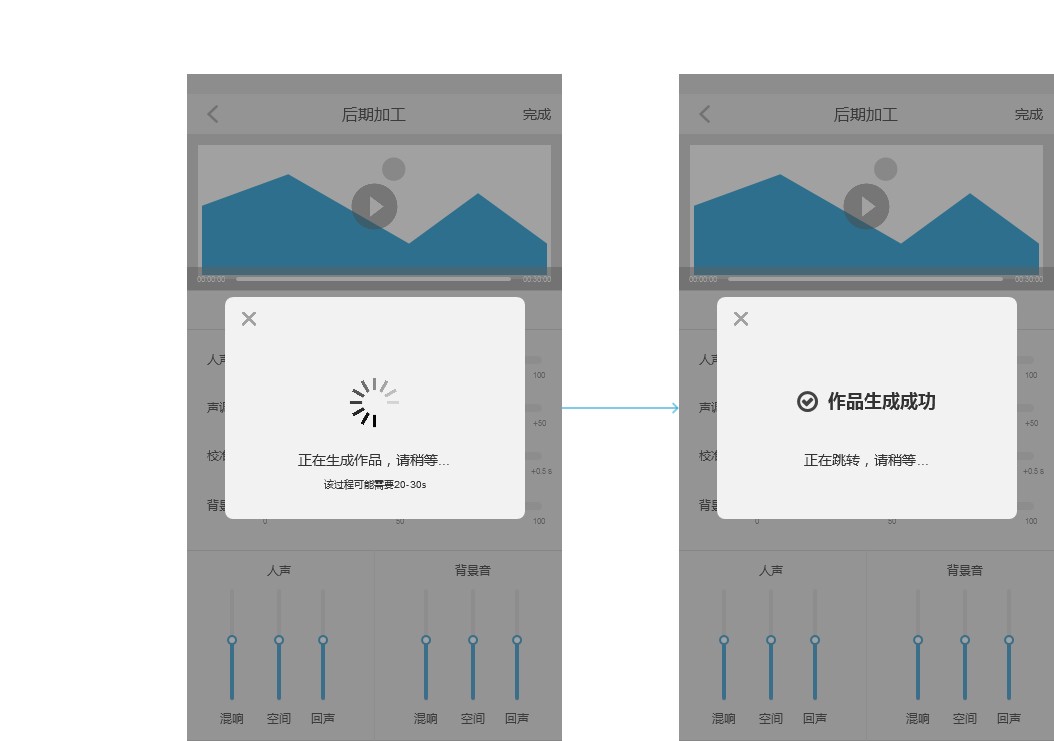 后期加工
完成
00:00:00
00:30:00
人声
100
声调
+50
校准
+0.5 s
背景
0
50
100
正在生成作品，请稍等...
该过程可能需要20-30s
人声
背景音
混响
空间
回声
混响
空间
回声
后期加工
完成
00:00:00
00:30:00
人声
100
声调
+50
校准
+0.5 s
背景
0
50
100
作品生成成功
正在跳转，请稍等...
人声
背景音
混响
空间
回声
混响
空间
回声